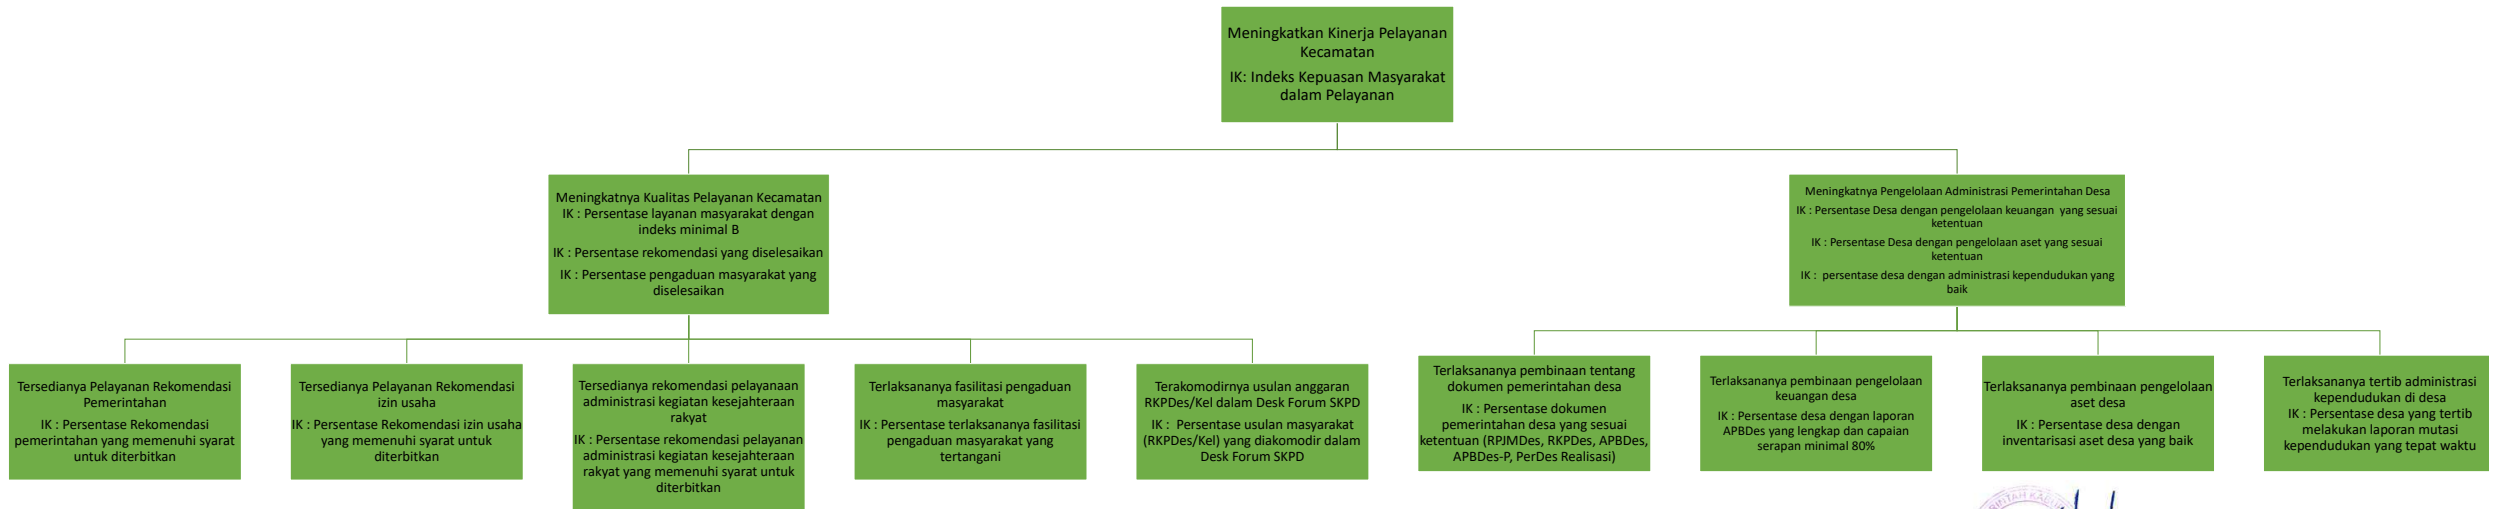 Meningkatkan Kinerja Pelayanan
Kecamatan
IK: Indeks Kepuasan Masyarakat
dalam Pelayanan
Meningkatnya Kualitas Pelayanan Kecamatan
IK : Persentase layanan masyarakat dengan
indeks minimal B
IK : Persentase rekomendasi yang diselesaikan
IK : Persentase pengaduan masyarakat yang
diselesaikan
Meningkatnya Pengelolaan Administrasi Pemerintahan Desa
IK : Persentase Desa dengan pengelolaan keuangan  yang sesuai
ketentuan
IK : Persentase Desa dengan pengelolaan aset yang sesuai
ketentuan
IK :  persentase desa dengan administrasi kependudukan yang
baik
Tersedianya Pelayanan Rekomendasi
Pemerintahan
IK : Persentase Rekomendasi
pemerintahan yang memenuhi syarat
untuk diterbitkan
Tersedianya Pelayanan Rekomendasi
izin usaha
IK : Persentase Rekomendasi izin usaha
yang memenuhi syarat untuk
diterbitkan
Tersedianya rekomendasi pelayanaan
administrasi kegiatan kesejahteraan
rakyat
IK : Persentase rekomendasi pelayanan
administrasi kegiatan kesejahteraan
rakyat yang memenuhi syarat untuk
diterbitkan
Terlaksananya fasilitasi pengaduan
masyarakat
IK : Persentase terlaksananya fasilitasi
pengaduan masyarakat yang
tertangani
Terakomodirnya usulan anggaran
RKPDes/Kel dalam Desk Forum SKPD
IK :  Persentase usulan masyarakat
(RKPDes/Kel) yang diakomodir dalam
Desk Forum SKPD
Terlaksananya pembinaan tentang
dokumen pemerintahan desa
IK : Persentase dokumen
pemerintahan desa yang sesuai
ketentuan (RPJMDes, RKPDes, APBDes,
APBDes-P, PerDes Realisasi)
Terlaksananya pembinaan pengelolaan
keuangan desa
IK : Persentase desa dengan laporan
APBDes yang lengkap dan capaian
serapan minimal 80%
Terlaksananya pembinaan pengelolaan
aset desa
IK : Persentase desa dengan
inventarisasi aset desa yang baik
Terlaksananya tertib administrasi
kependudukan di desa
IK : Persentase desa yang tertib
melakukan laporan mutasi
kependudukan yang tepat waktu